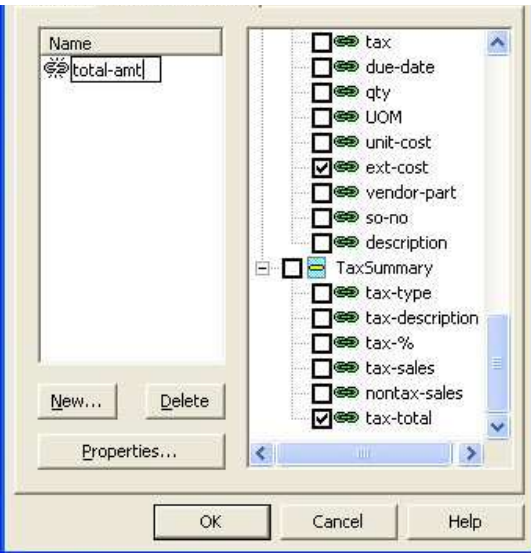 Name
total-amt
tax
due-date
qty
UOM
unit-cost
ext-cost
vendor-part
so-no
description
TaxSummary
tax-type
tax-description
tax-%
tax-sales
nontax-sales
tax-total
New... Delete
Properties...
OK Cancel Help